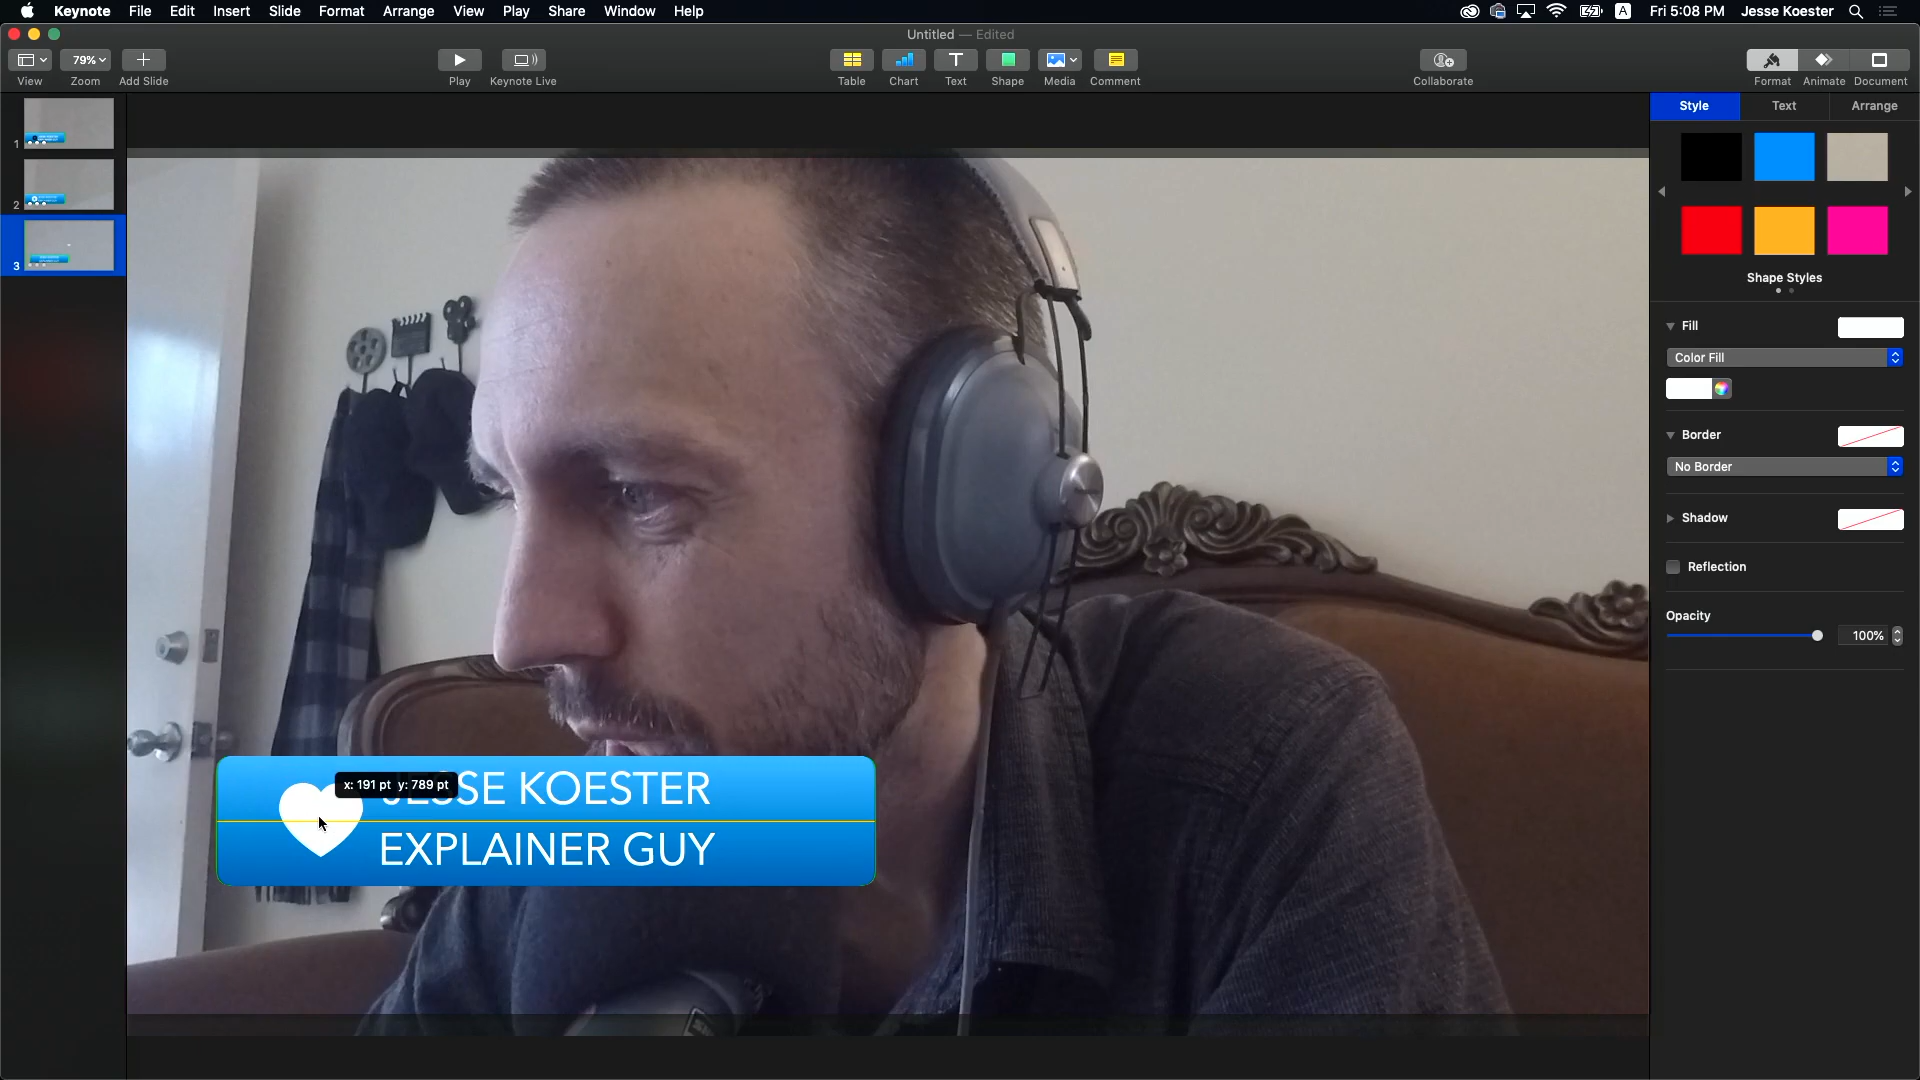 Keynote File Edit Insert Slide Format Arrange View Play Share Window Help
A Fri 5:08 PM Jesse Koester
Untitled — Edited
79%
View Zoom Add Slide Play Keynote Live Table Chart Text Shape Media Comment Collaborate Format Animate Document
Style Text Arrange
1
2
3
Shape Styles
Fill
Color Fill
Border
No Border
Shadow
Reflection
Opacity
100%
x: 191 pt y: 789 pt
JESSE KOESTER
EXPLAINER GUY